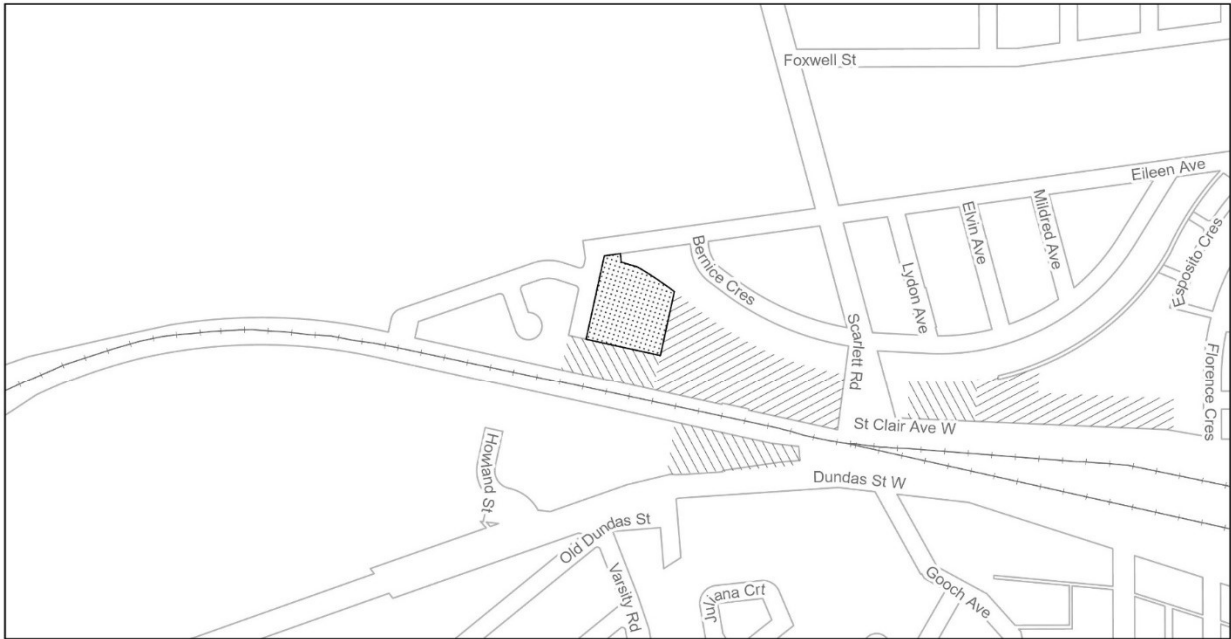 Foxwell St
Eileen Ave
Mildred Ave
Elvin Ave
Esposito Cres
Bernice Cres
Lydon Ave
Scarlett Rd
Florence Cres
St Clair Ave W
Howland St
Dundas St W
Old Dundas St
Varsity Rd
Gooch Ave
Juliana Crt